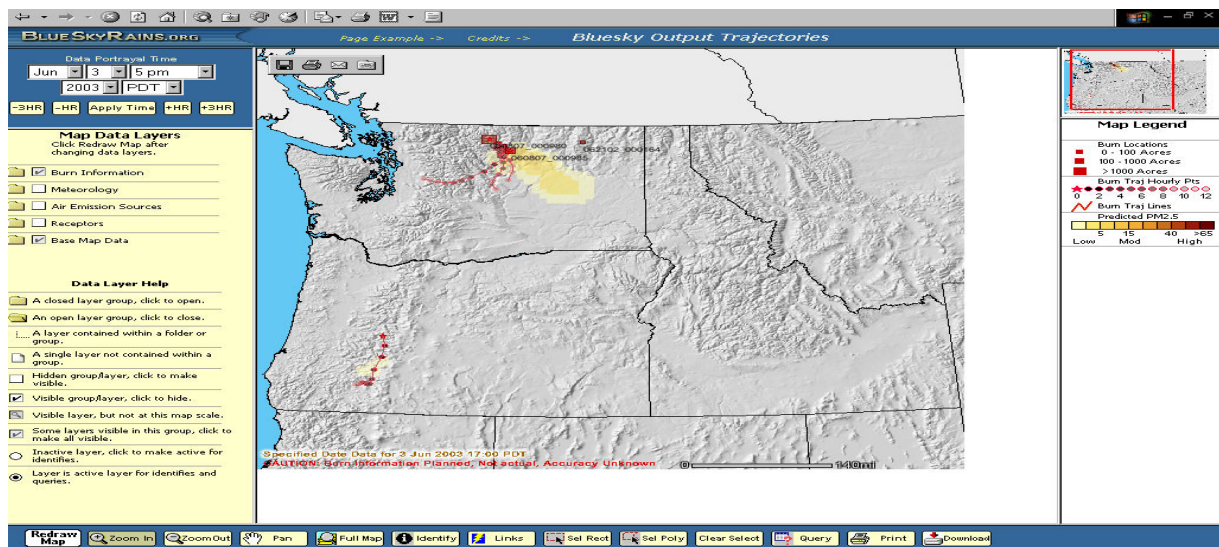 BLUESKYRAINS.ORG
Page Example -> Credits -> Bluesky Output Trajectories
Data Portrayal Time
Jun 3 5 pm
2003 PDT
-3HR -HR Apply Time +HR +3HR
Map Data Layers
Click Redraw Map after
changing data layers.
Burn Information
Meteorology
Air Emission Sources
Receptors
Base Map Data
Data Layer Help
A closed layer group, click to open.
An open layer group, click to close.
A layer contained within a folder or
group.
A single layer not contained within a
group.
Hidden group/layer, click to make
visible.
Visible group/layer, click to hide.
Visible layer, but not at this map scale.
Some layers visible in this group, click to
make all visible.
Inactive layer, click to make active for
identifies.
Layer is active layer for identifies and
queries.
062102_000164
060807_000985
Specified Date Data for 3 Jun 2003 17:00 PDT
CAUTION: Burn Information Planned, Not actual, Accuracy Unknown
0 140mi
Map Legend
Burn Locations
0 - 100 Acres
100 - 1000 Acres
>1000 Acres
Burn Traj Hourly Pts
0 2 4 6 8 10 12
Burn Traj Lines
Predicted PM2.5
5 15 40 >65
Low Mod High
Redraw
Map
Zoom In Zoom Out Pan Full Map Identify Links Sel Rect Sel Poly Clear Select Query Print Download